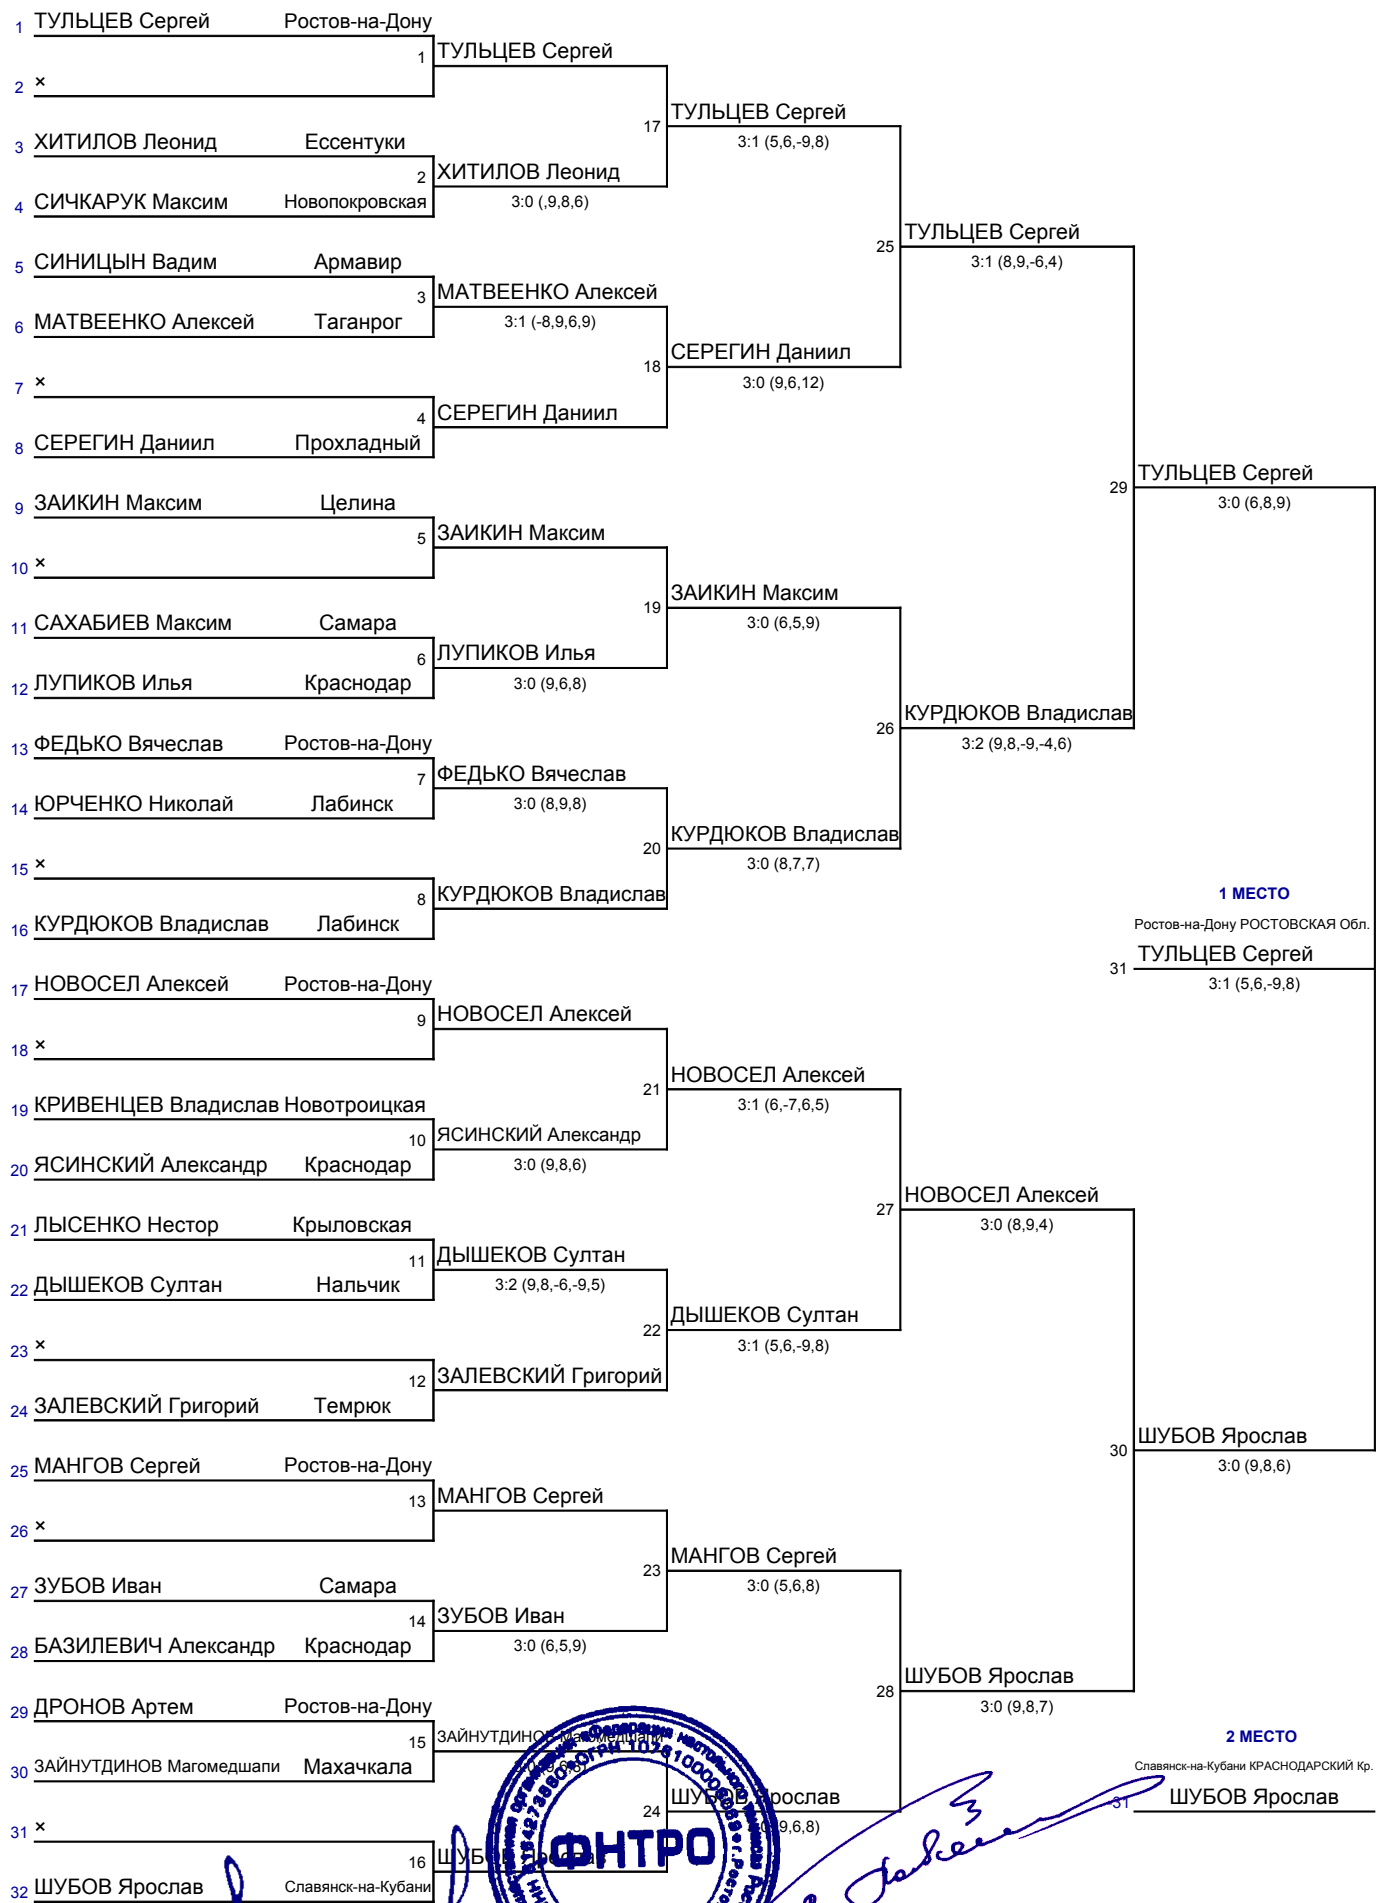 1 ТУЛЬЦЕВ Сергей Ростов-на-Дону
1 ТУЛЬЦЕВ Сергей
2 ×
17 ТУЛЬЦЕВ Сергей
3:1 (5,6,-9,8)
3 ХИТИЛОВ Леонид Ессентуки
2 ХИТИЛОВ Леонид
3:0 (,9,8,6)
4 СИЧКАРУК Максим Новопокровская
25 ТУЛЬЦЕВ Сергей
3:1 (8,9,-6,4)
5 СИНИЦЫН Вадим Армавир
3 МАТВЕЕНКО Алексей
3:1 (-8,9,6,9)
6 МАТВЕЕНКО Алексей Таганрог
18 СЕРЕГИН Даниил
3:0 (9,6,12)
7 ×
4 СЕРЕГИН Даниил
8 СЕРЕГИН Даниил Прохладный
29 ТУЛЬЦЕВ Сергей
3:0 (6,8,9)
9 ЗАИКИН Максим Целина
5 ЗАИКИН Максим
10 ×
19 ЗАИКИН Максим
3:0 (6,5,9)
11 САХАБИЕВ Максим Самара
6 ЛУПИКОВ Илья
3:0 (9,6,8)
12 ЛУПИКОВ Илья Краснодар
26 КУРДЮКОВ Владислав
3:2 (9,8,-9,-4,6)
13 ФЕДЬКО Вячеслав Ростов-на-Дону
7 ФЕДЬКО Вячеслав
3:0 (8,9,8)
14 ЮРЧЕНКО Николай Лабинск
20 КУРДЮКОВ Владислав
3:0 (8,7,7)
15 ×
8 КУРДЮКОВ Владислав
16 КУРДЮКОВ Владислав Лабинск
1 МЕСТО
Ростов-на-Дону РОСТОВСКАЯ Обл.
31 ТУЛЬЦЕВ Сергей
3:1 (5,6,-9,8)
17 НОВОСЕЛ Алексей Ростов-на-Дону
9 НОВОСЕЛ Алексей
18 ×
21 НОВОСЕЛ Алексей
3:1 (6,-7,6,5)
19 КРИВЕНЦЕВ Владислав Новотроицкая
10 ЯСИНСКИЙ Александр
3:0 (9,8,6)
20 ЯСИНСКИЙ Александр Краснодар
27 НОВОСЕЛ Алексей
3:0 (8,9,4)
21 ЛЫСЕНКО Нестор Крыловская
11 ДЫШЕКОВ Султан
3:2 (9,8,-6,-9,5)
22 ДЫШЕКОВ Султан Нальчик
22 ДЫШЕКОВ Султан
3:1 (5,6,-9,8)
23 ×
12 ЗАЛЕВСКИЙ Григорий
24 ЗАЛЕВСКИЙ Григорий Темрюк
30 ШУБОВ Ярослав
3:0 (9,8,6)
25 МАНГОВ Сергей Ростов-на-Дону
13 МАНГОВ Сергей
26 ×
23 МАНГОВ Сергей
3:0 (5,6,8)
27 ЗУБОВ Иван Самара
14 ЗУБОВ Иван
3:0 (6,5,9)
28 БАЗИЛЕВИЧ Александр Краснодар
28 ШУБОВ Ярослав
3:0 (9,8,7)
29 ДРОНОВ Артем Ростов-на-Дону
15 ЗАЙНУТДИНОВ Магомедшапи
30 ЗАЙНУТДИНОВ Магомедшапи Махачкала
24 ШУБОВ Ярослав
31 ×
16 ШУБОВ Ярослав
32 ШУБОВ Ярослав Славянск-на-Кубани
2 МЕСТО
Славянск-на-Кубани КРАСНОДАРСКИЙ Кр.
31 ШУБОВ Ярослав
ФНТРО